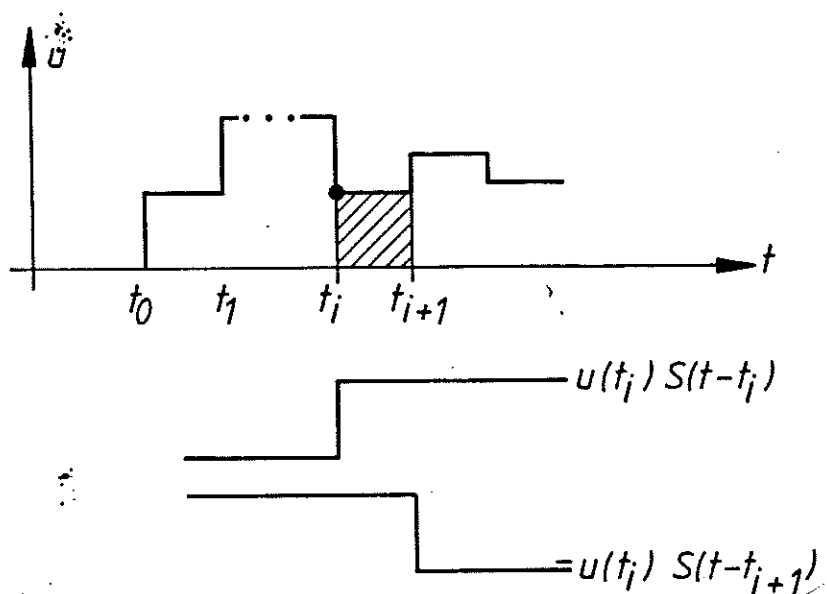 u
t
t₀ t₁ tᵢ tᵢ₊₁
u(tᵢ) S(t-tᵢ)
-u(tᵢ) S(t-tᵢ₊₁)